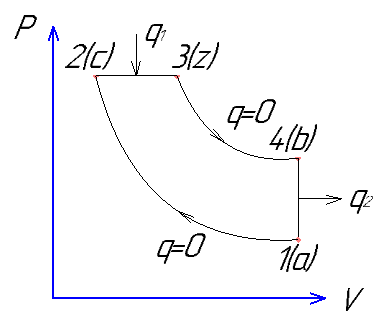 P
q1
2(c) 3(z)
q=0
4(b)
q2
q=0
1(a)
V